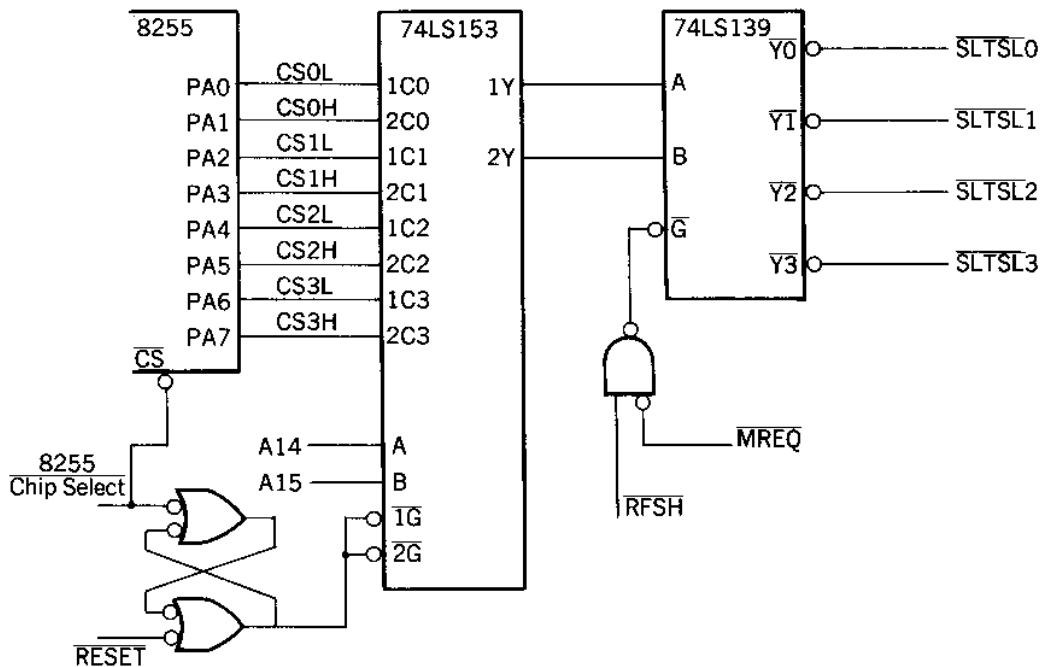 8255 74LS153 74LS139
Y0 SLTSL0
PA0 CS0L 1C0 1Y A
PA1 CS0H 2C0 Y1 SLTSL1
PA2 CS1L 1C1 2Y B
PA3 CS1H 2C1 Y2 SLTSL2
PA4 CS2L 1C2 G
PA5 CS2H 2C2 Y3 SLTSL3
PA6 CS3L 1C3
PA7 CS3H 2C3
CS
A14 A MREQ
8255
Chip Select
A15 B
RFSH
1G
2G
RESET